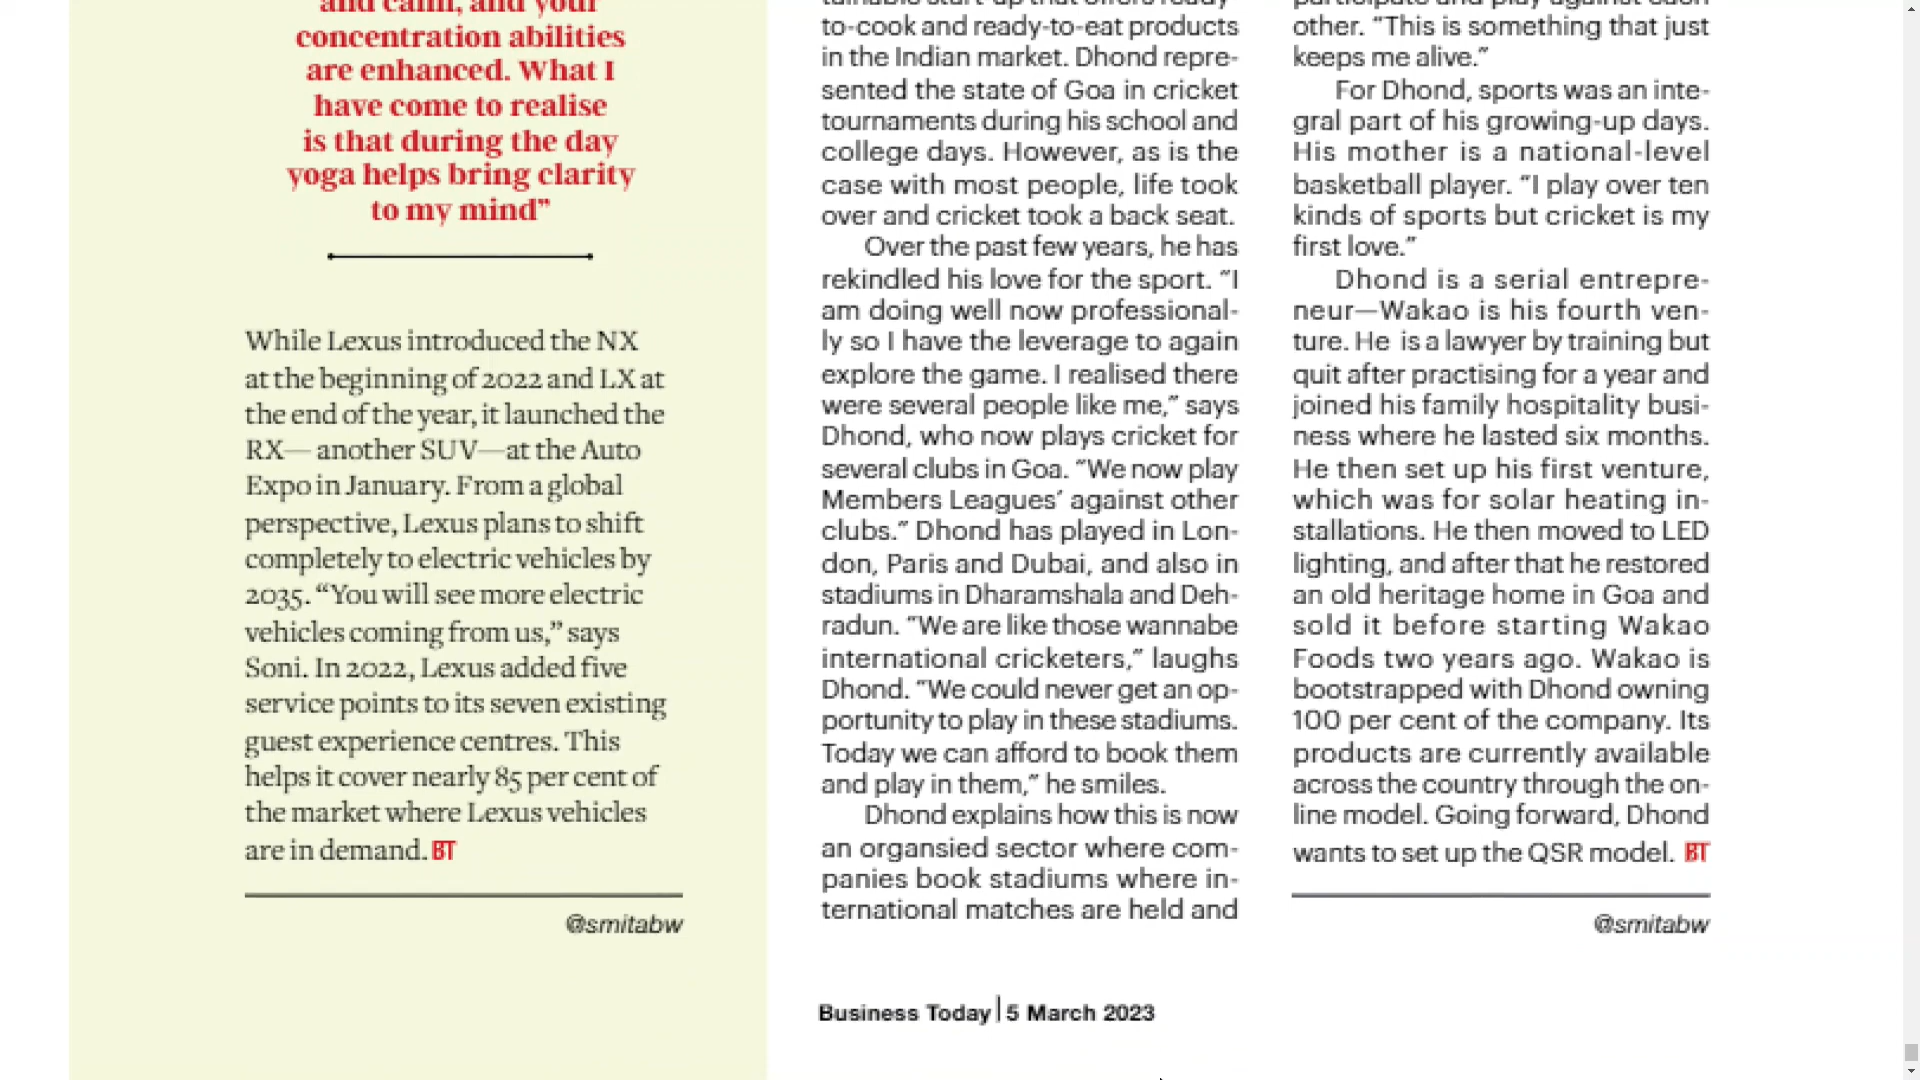 and calm, and your
concentration abilities
are enhanced. What I
have come to realise
is that during the day
yoga helps bring clarity
to my mind”
While Lexus introduced the NX
at the beginning of 2022 and LX at
the end of the year, it launched the
RX— another SUV—at the Auto
Expo in January. From a global
perspective, Lexus plans to shift
completely to electric vehicles by
2035. “You will see more electric
vehicles coming from us,” says
Soni. In 2022, Lexus added five
service points to its seven existing
guest experience centres. This
helps it cover nearly 85 per cent of
the market where Lexus vehicles
are in demand. BT
@smitabw
tainable start-up that offers ready-
to-cook and ready-to-eat products
in the Indian market. Dhond repre-
sented the state of Goa in cricket
tournaments during his school and
college days. However, as is the
case with most people, life took
over and cricket took a back seat.
Over the past few years, he has
rekindled his love for the sport. “I
am doing well now professional-
ly so I have the leverage to again
explore the game. I realised there
were several people like me,” says
Dhond, who now plays cricket for
several clubs in Goa. “We now play
Members Leagues’ against other
clubs.” Dhond has played in Lon-
don, Paris and Dubai, and also in
stadiums in Dharamshala and Deh-
radun. “We are like those wannabe
international cricketers,” laughs
Dhond. “We could never get an op-
portunity to play in these stadiums.
Today we can afford to book them
and play in them,” he smiles.
Dhond explains how this is now
an organsied sector where com-
panies book stadiums where in-
ternational matches are held and
participate and play against each
other. “This is something that just
keeps me alive.”
For Dhond, sports was an inte-
gral part of his growing-up days.
His mother is a national-level
basketball player. “I play over ten
kinds of sports but cricket is my
first love.”
Dhond is a serial entrepre-
neur—Wakao is his fourth ven-
ture. He is a lawyer by training but
quit after practising for a year and
joined his family hospitality busi-
ness where he lasted six months.
He then set up his first venture,
which was for solar heating in-
stallations. He then moved to LED
lighting, and after that he restored
an old heritage home in Goa and
sold it before starting Wakao
Foods two years ago. Wakao is
bootstrapped with Dhond owning
100 per cent of the company. Its
products are currently available
across the country through the on-
line model. Going forward, Dhond
wants to set up the QSR model. BT
@smitabw
Business Today | 5 March 2023